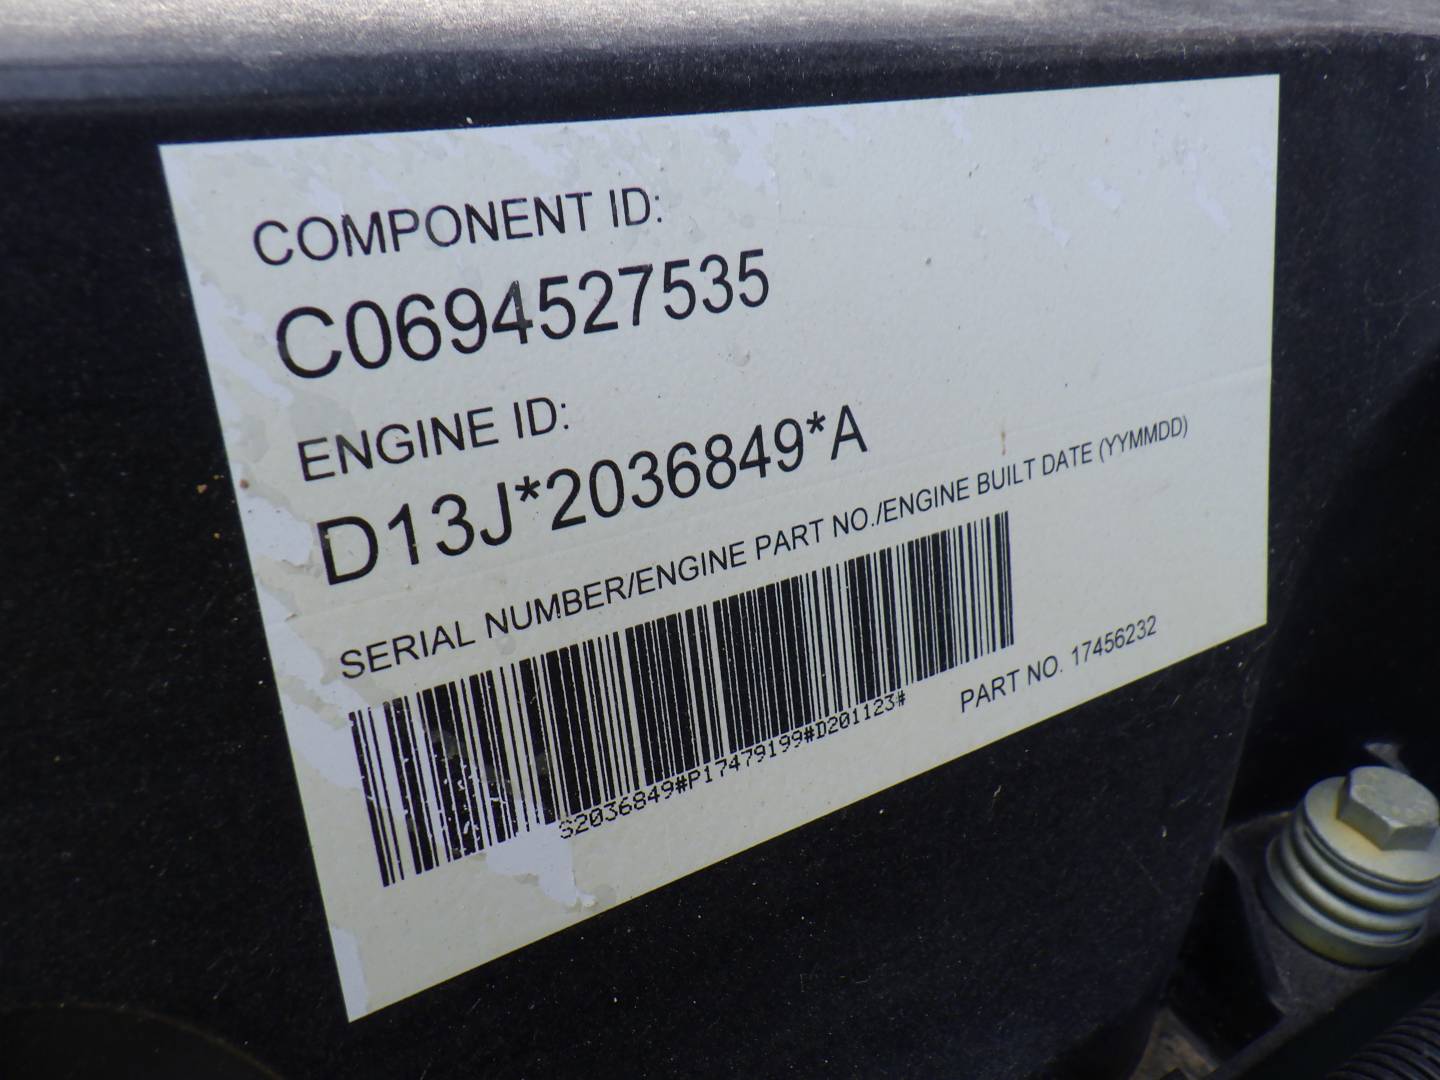 COMPONENT ID:
C0694527535
ENGINE ID:
D13J*2036849*A
SERIAL NUMBER/ENGINE PART NO./ENGINE BUILT DATE (YYMMDD)
S2036849#P17479199#D201123#
PART NO. 17456232